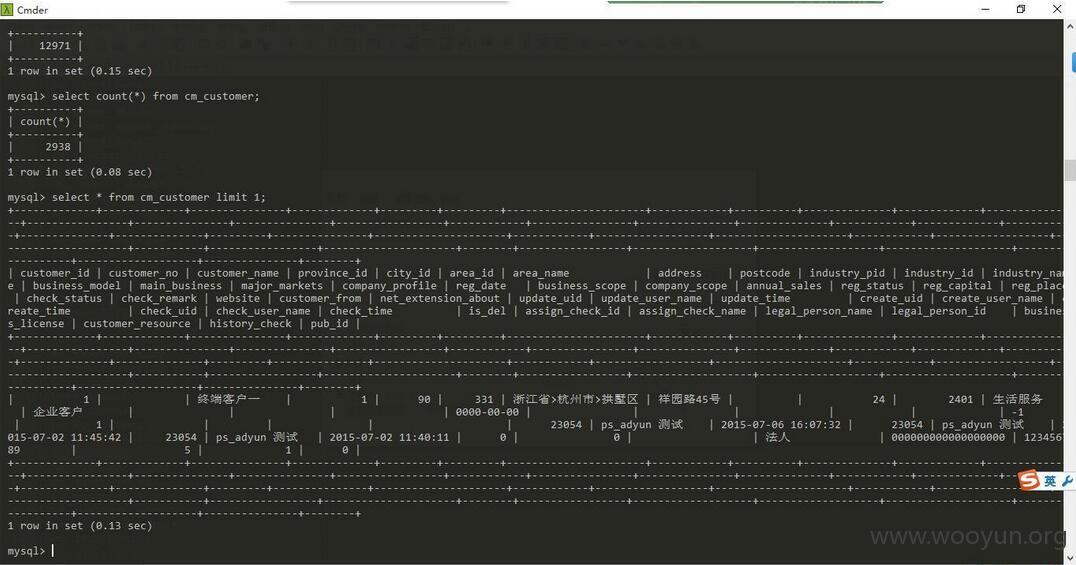 Cmder
+----------+
|    12971 |
+----------+
1 row in set (0.15 sec)
mysql> select count(*) from cm_customer;
+----------+
| count(*) |
+----------+
|     2938 |
+----------+
1 row in set (0.08 sec)
mysql> select * from cm_customer limit 1;
| customer_id | customer_no | customer_name | province_id | city_id | area_id | area_name | address | postcode | industry_pid | industry_id | industry_nam
e | business_model | main_business | major_markets | company_profile | reg_date | business_scope | company_scope | annual_sales | reg_status | reg_capital | reg_plac
| check_status | check_remark | website | customer_from | net_extension_about | update_uid | update_user_name | update_time | create_uid | create_user_name |
reate_time | check_uid | check_user_name | check_time | is_del | assign_check_id | assign_check_name | legal_person_name | legal_person_id | busines
s_license | customer_resource | history_check | pub_id |
| 1 | | 终端客户一 | 1 | 90 | 331 | 浙江省>杭州市>拱墅区 | 祥园路45号 | | 24 | 2401 | 生活服务
| 企业客户 | | | | 0000-00-00 | | | | | -1
| 1 | | | | | 23054 | ps_adyun 测试 | 2015-07-06 16:07:32 | 23054 | ps_adyun 测试 |
015-07-02 11:45:42 | 23054 | ps_adyun 测试 | 2015-07-02 11:40:11 | 0 | 0 | | 法人 | 000000000000000000 | 1234567
89 | 5 | 1 | 0 |
1 row in set (0.13 sec)
英
mysql>
www.wooyun.org